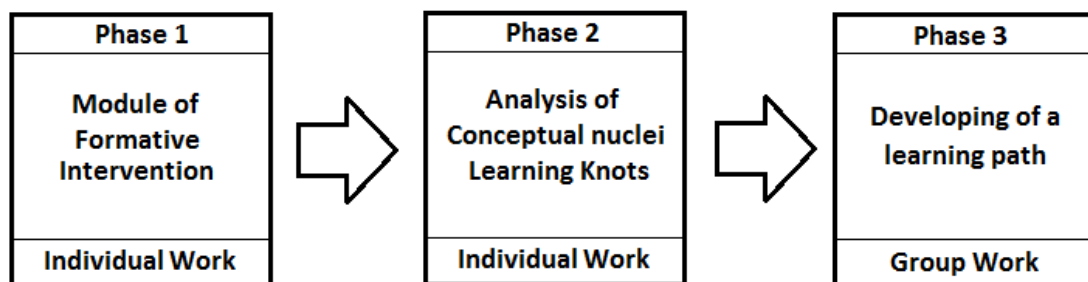 Phase 1
Module of
Formative
Intervention
Individual Work
Phase 2
Analysis of
Conceptual nuclei
Learning Knots
Individual Work
Phase 3
Developing of a
learning path
Group Work